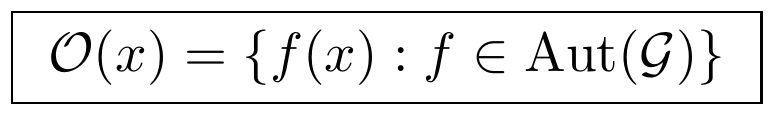 𝒪(x) = {f(x) : f ∈ Aut(𝒢)}